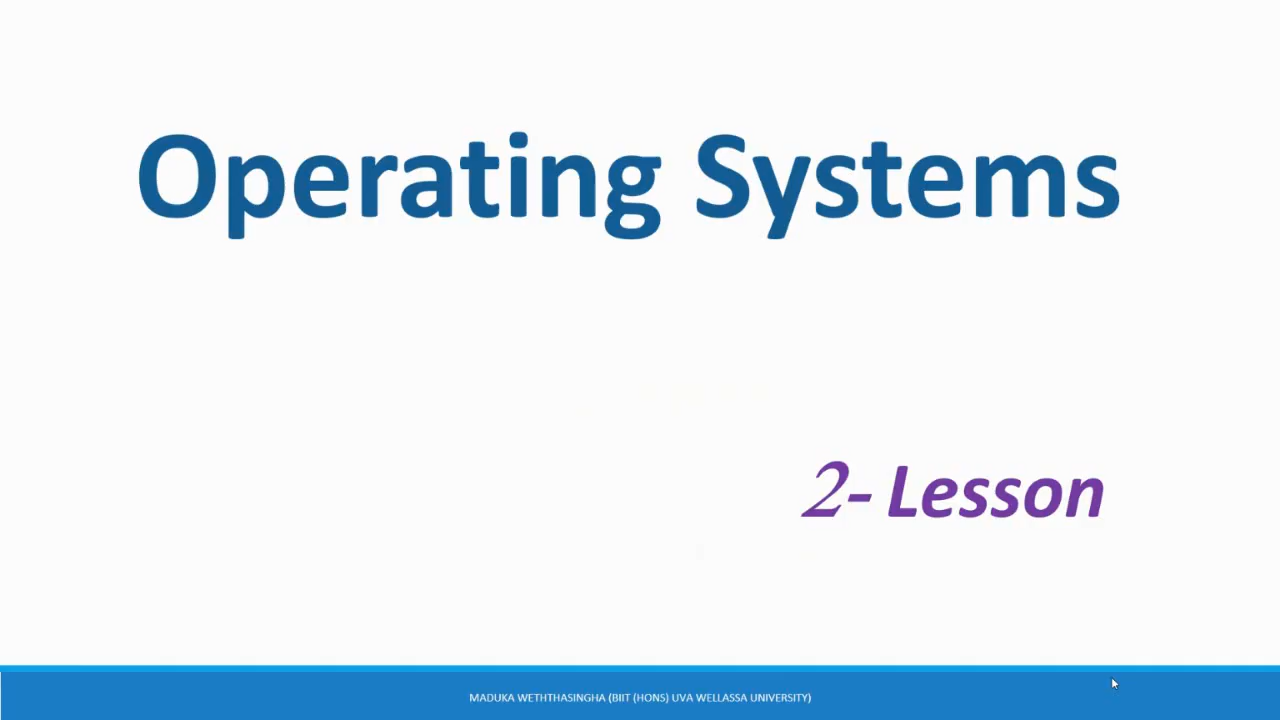 Operating Systems
2- Lesson
MADUKA WETHTHASINGHA (BIIT (HONS) UVA WELLASSA UNIVERSITY)